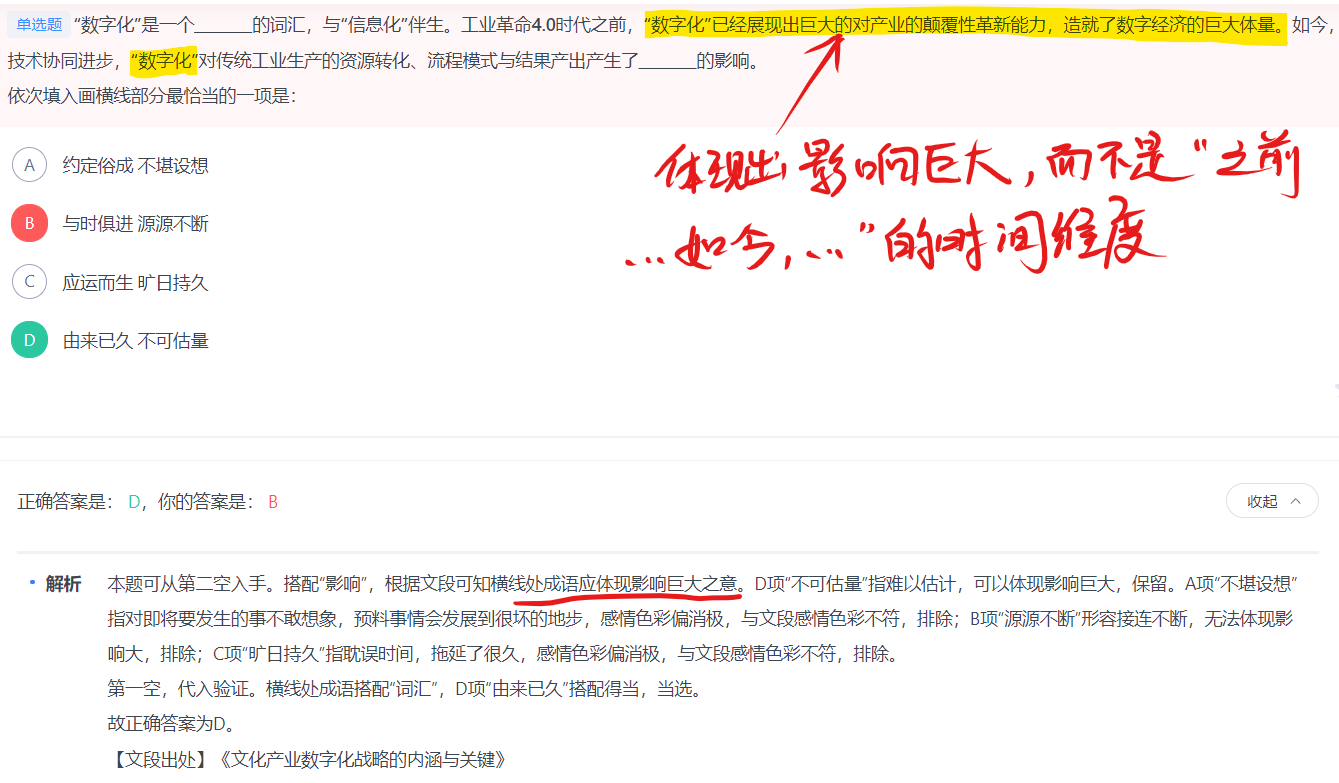 单选题 “数字化”是一个______的词汇，与“信息化”伴生。工业革命4.0时代之前，“数字化”已经展现出巨大的对产业的颠覆性革新能力，造就了数字经济的巨大体量。如今，
技术协同进步，“数字化”对传统工业生产的资源转化、流程模式与结果产出产生了______的影响。
依次填入画横线部分最恰当的一项是：
体现出影响巨大，而不是“之前
…如今，…”的时间维度
A 约定俗成 不堪设想
B 与时俱进 源源不断
C 应运而生 旷日持久
D 由来已久 不可估量
正确答案是： D，你的答案是： B
收起
解析 本题可从第二空入手。搭配“影响”，根据文段可知横线处成语应体现影响巨大之意。D项“不可估量”指难以估计，可以体现影响巨大，保留。A项“不堪设想”
指对即将要发生的事不敢想象，预料事情会发展到很坏的地步，感情色彩偏消极，与文段感情色彩不符，排除；B项“源源不断”形容接连不断，无法体现影
响大，排除；C项“旷日持久”指耽误时间，拖延了很久，感情色彩偏消极，与文段感情色彩不符，排除。
第一空，代入验证。横线处成语搭配“词汇”，D项“由来已久”搭配得当，当选。
故正确答案为D。
【文段出处】《文化产业数字化战略的内涵与关键》